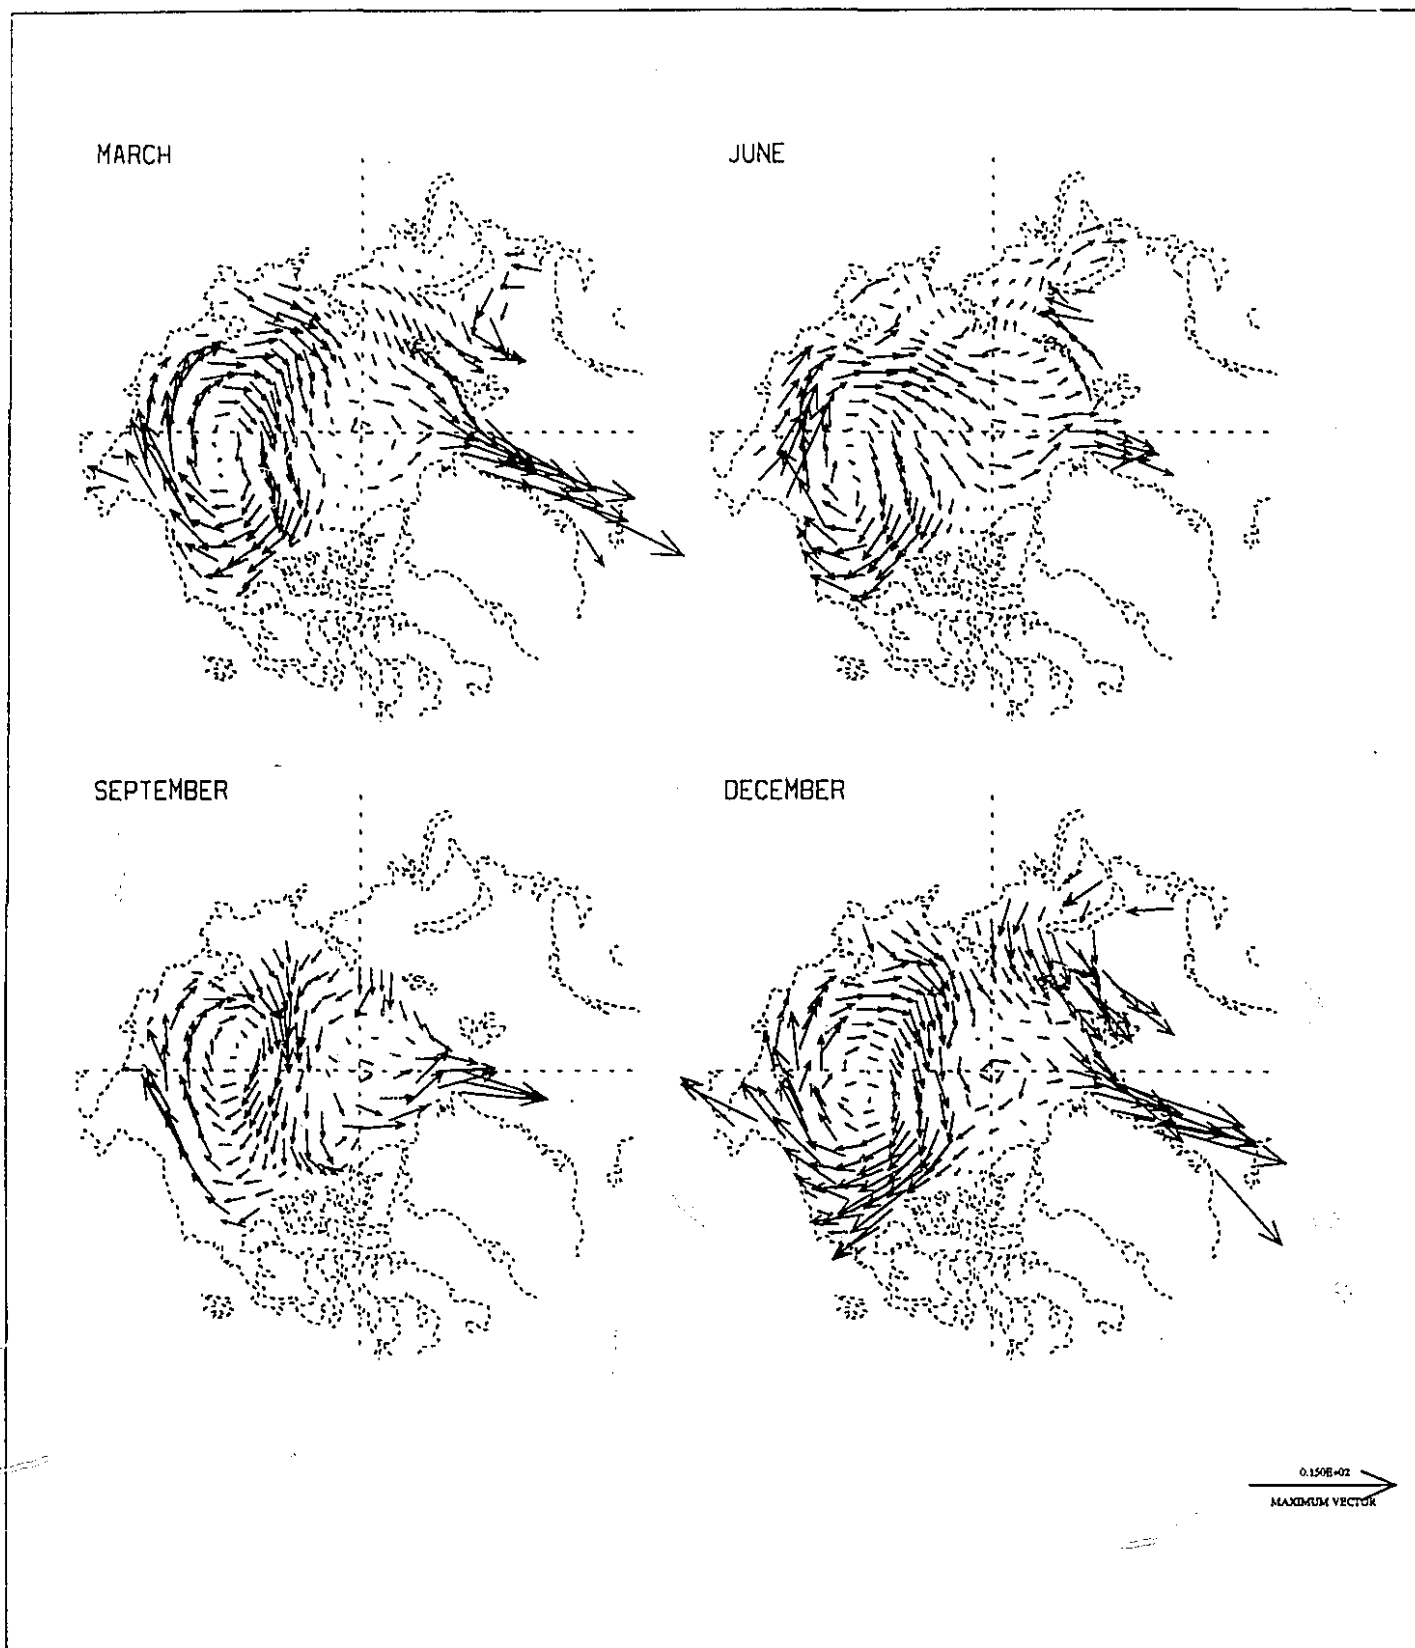 MARCH
JUNE
SEPTEMBER
DECEMBER
0.150E+02
MAXIMUM VECTOR